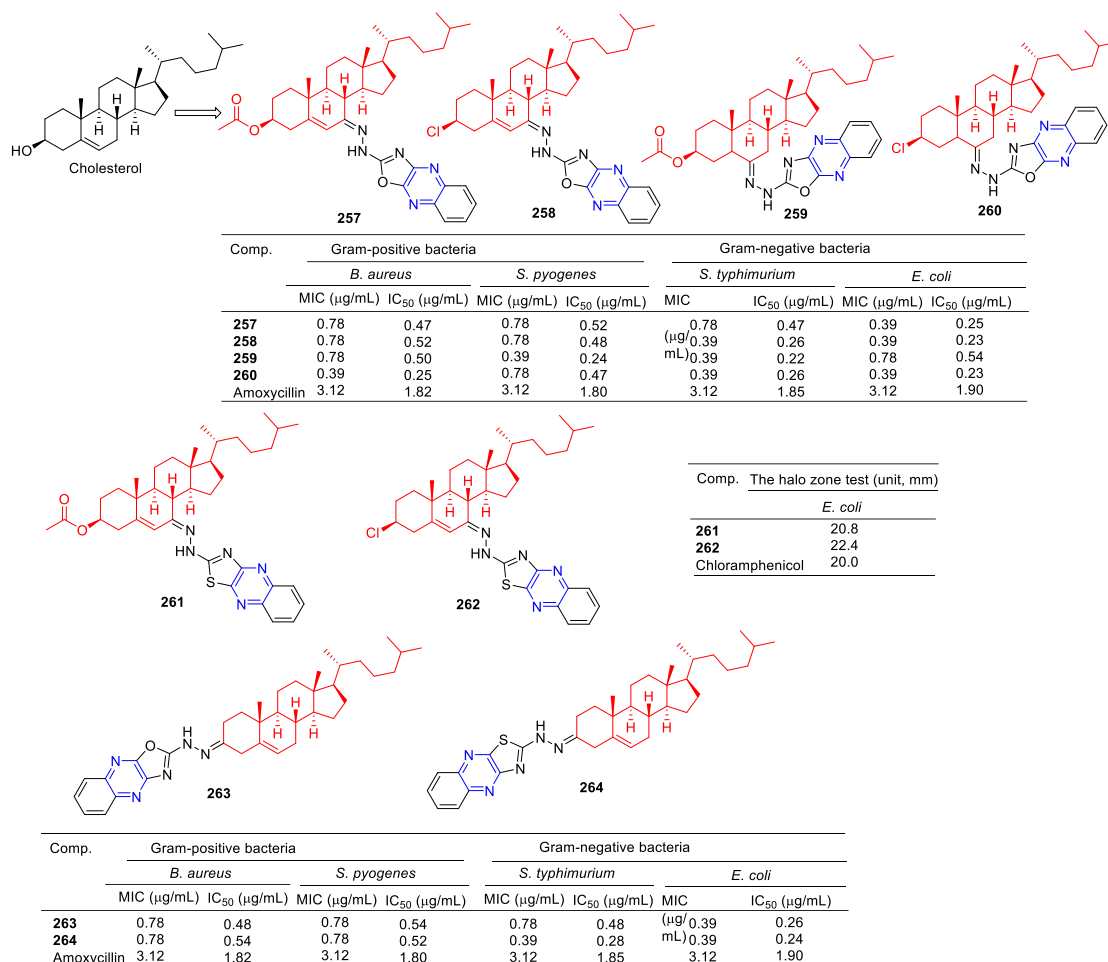 O
O
Cl
N
N
HN
N
O
N
N
HN
N
O
N
N
H
H
H
HO
Cholesterol
257
258
259
260
Comp. Gram-positive bacteria Gram-negative bacteria
B. aureus S. pyogenes S. typhimurium E. coli
MIC (μg/mL) IC50 (μg/mL) MIC (μg/mL) IC50 (μg/mL) MIC (μg/mL) IC50 (μg/mL) MIC (μg/mL) IC50 (μg/mL)
257 0.78 0.47 0.78 0.52 0.78 0.47 0.39 0.25
258 0.78 0.52 0.78 0.48 0.39 0.26 0.39 0.23
259 0.78 0.50 0.39 0.24 0.39 0.22 0.78 0.54
260 0.39 0.25 0.78 0.47 0.39 0.26 0.39 0.23
Amoxycillin 3.12 1.82 3.12 1.80 3.12 1.85 3.12 1.90
O
O
H
H
H
N
HN
N
S
N
N
261
Cl
H
H
H
N
HN
N
S
N
N
262
Comp. The halo zone test (unit, mm)
E. coli
261 20.8
262 22.4
Chloramphenicol 20.0
H
H
H
O
H
N
N
N
N
N
263
H
H
H
S
H
N
N
N
N
N
264
Comp. Gram-positive bacteria Gram-negative bacteria
B. aureus S. pyogenes S. typhimurium E. coli
MIC (μg/mL) IC50 (μg/mL) MIC (μg/mL) IC50 (μg/mL) MIC (μg/mL) IC50 (μg/mL) MIC (μg/mL) IC50 (μg/mL)
263 0.78 0.48 0.78 0.54 0.78 0.48 0.39 0.26
264 0.78 0.54 0.78 0.52 0.39 0.28 0.39 0.24
Amoxycillin 3.12 1.82 3.12 1.80 3.12 1.85 3.12 1.90